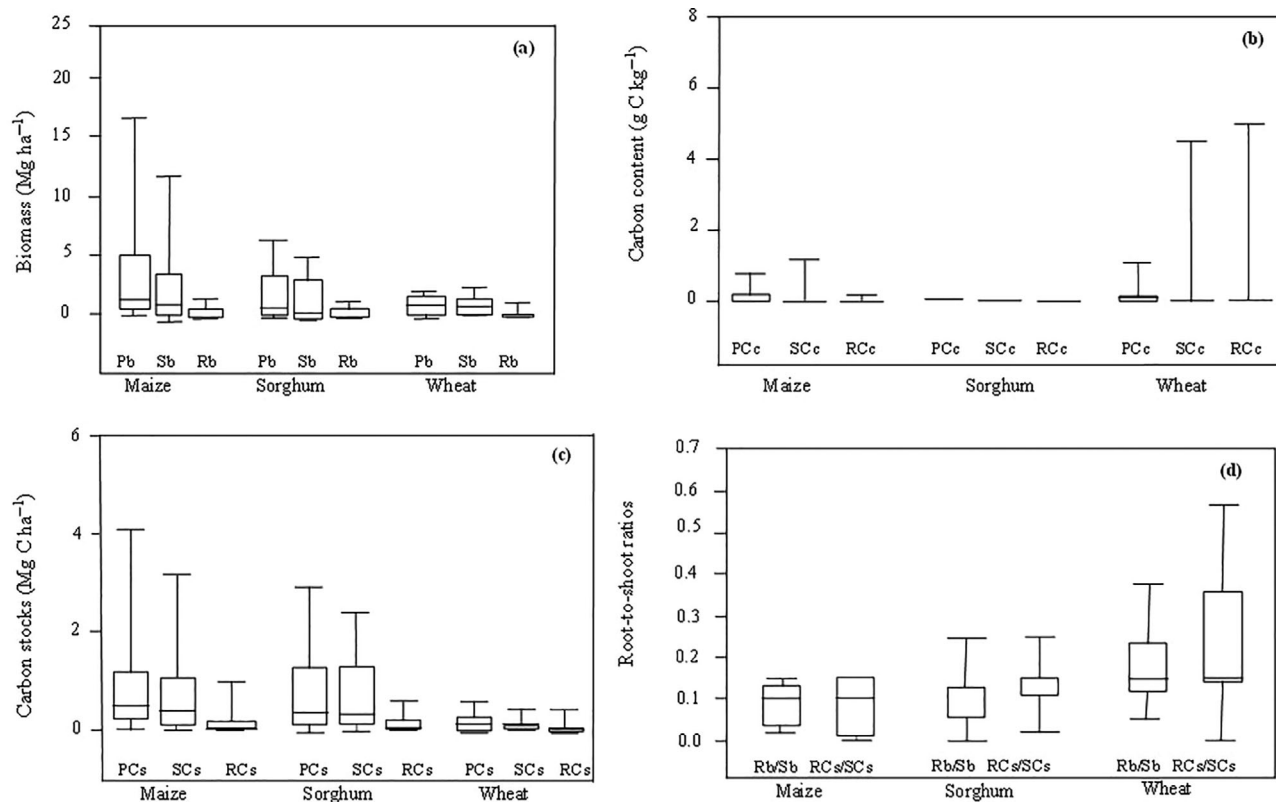 (a)
Biomass (Mg ha−1)
25
20
15
10
5
0
Pb Sb Rb Pb Sb Rb Pb Sb Rb
Maize Sorghum Wheat
(b)
Carbon content (g C kg−1)
8
6
4
2
0
PCc SCc RCc PCc SCc RCc PCc SCc RCc
Maize Sorghum Wheat
(c)
Carbon stocks (Mg C ha−1)
6
4
2
0
PCs SCs RCs PCs SCs RCs PCs SCs RCs
Maize Sorghum Wheat
(d)
Root-to-shoot ratios
0.7
0.6
0.5
0.4
0.3
0.2
0.1
0.0
Rb/Sb RCs/SCs Rb/Sb RCs/SCs Rb/Sb RCs/SCs
Maize Sorghum Wheat